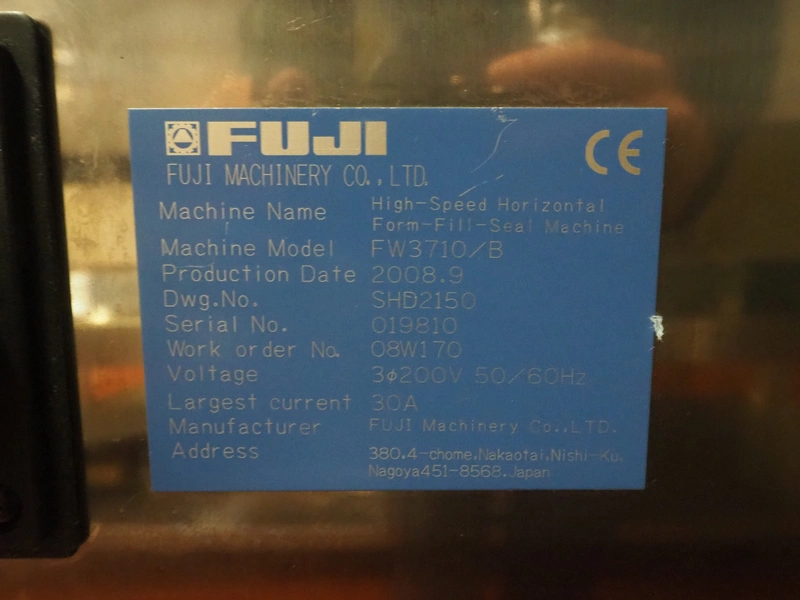 FUJI
CE
FUJI MACHINERY CO.,LTD.
Machine Name High-Speed Horizontal
Form-Fill-Seal Machine
Machine Model FW3710/B
Production Date 2008.9
Dwg.No. SHD2150
Serial No. 019810
Work order No. 08W170
Voltage 3φ200V 50/60Hz
Largest current 30A
Manufacturer FUJI Machinery Co.,LTD.
Address 380,4-chome,Nakaotai,Nishi-Ku,
Nagoya451-8568,Japan